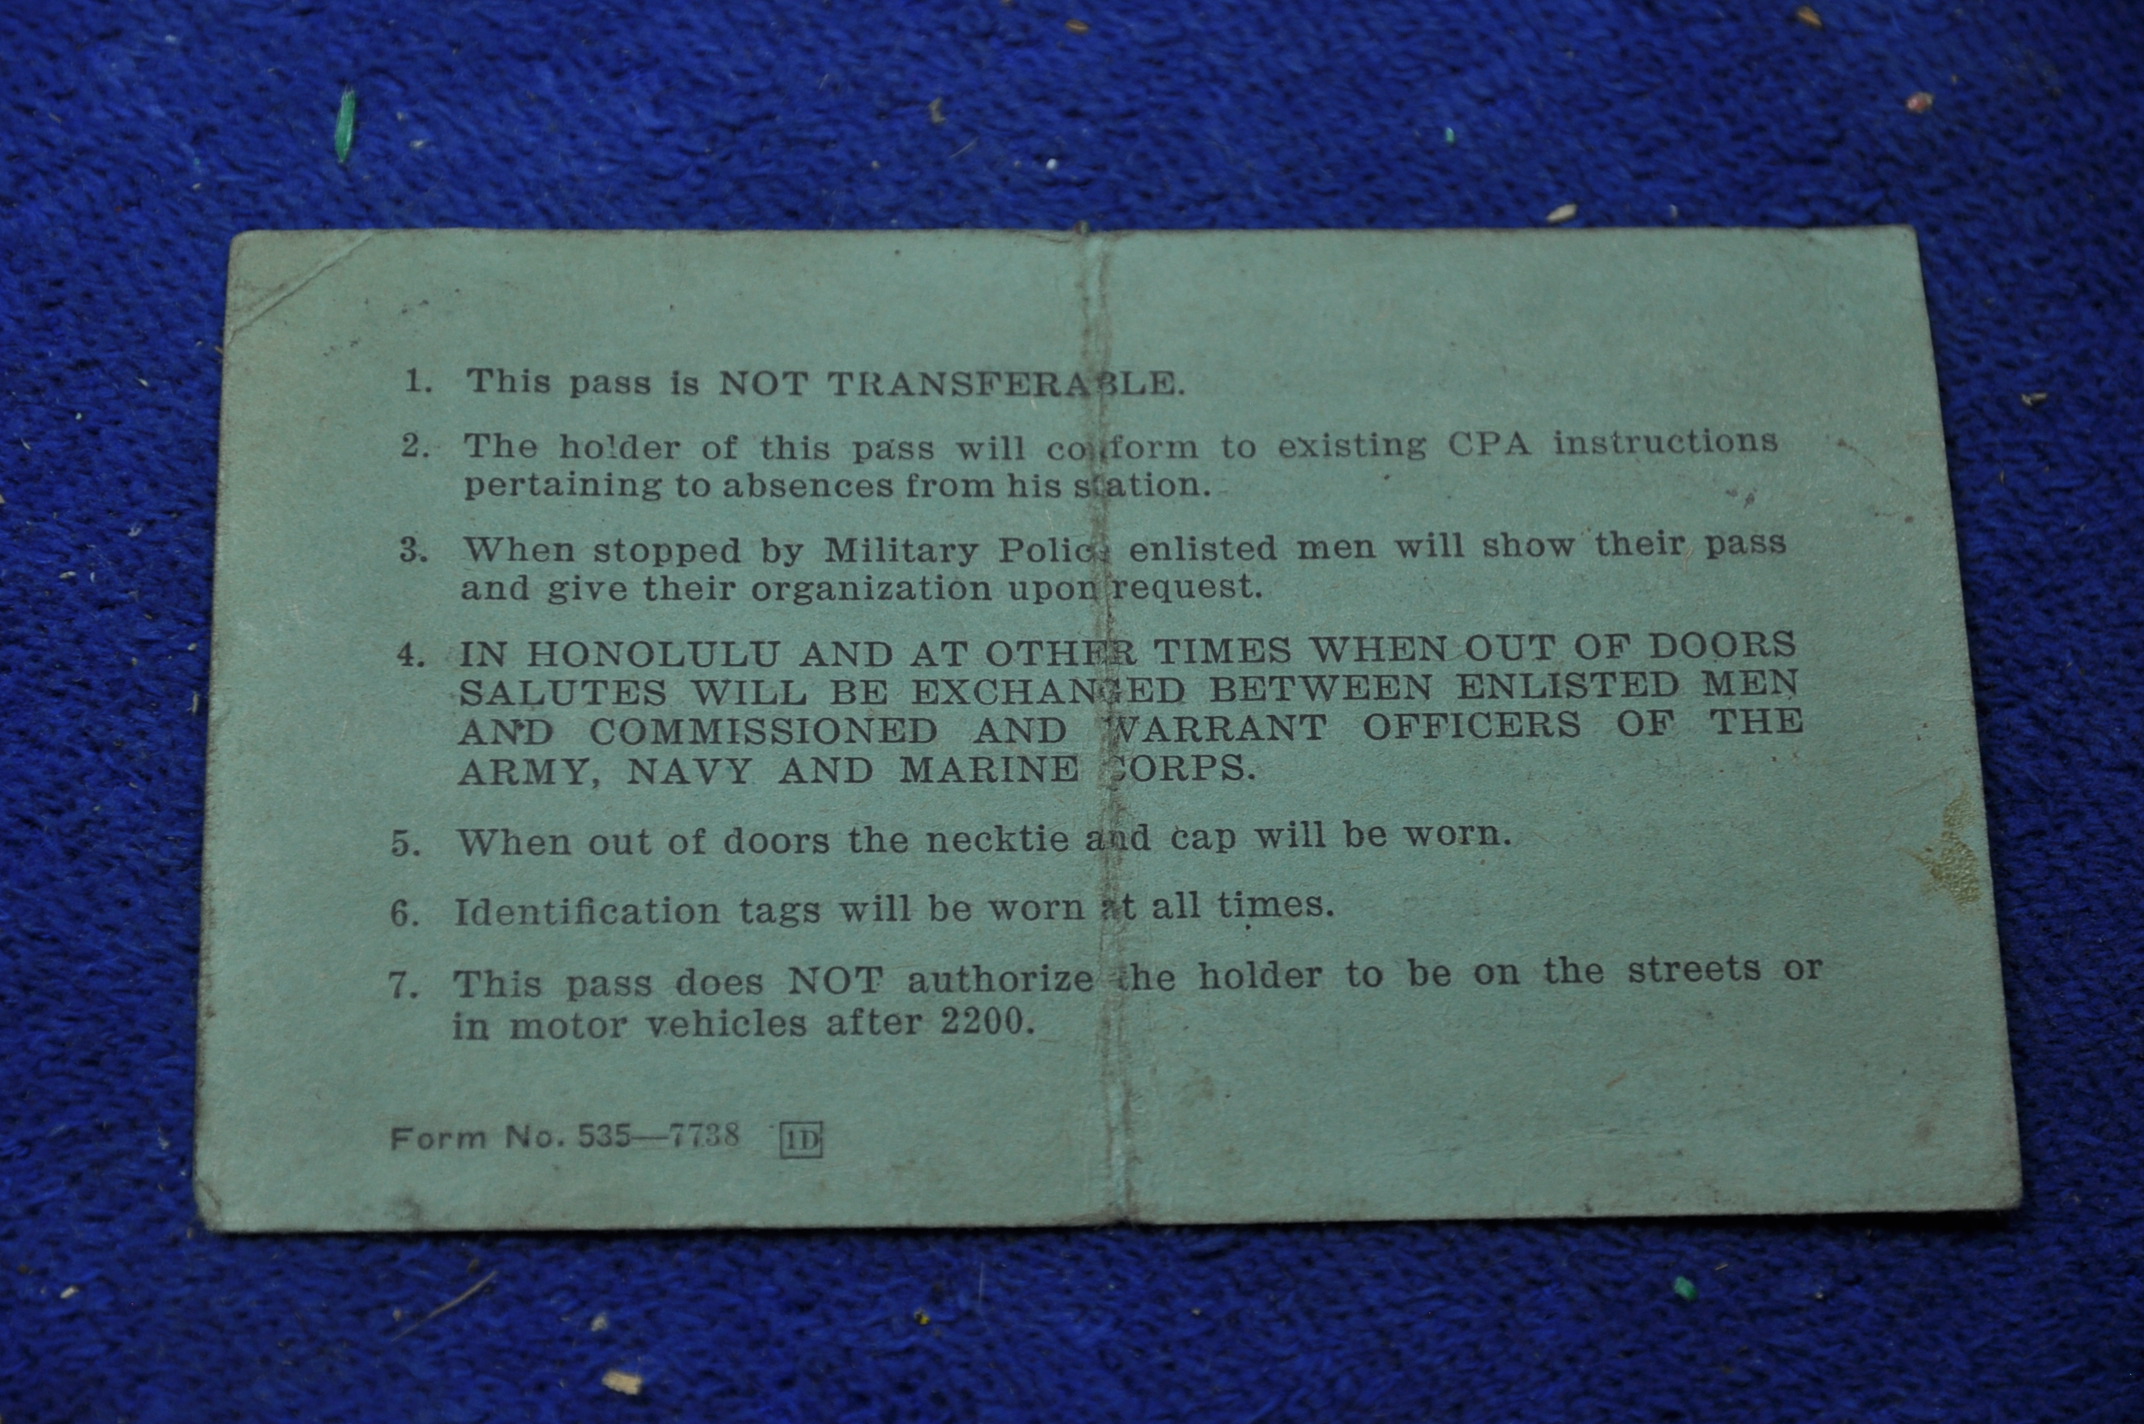 1. This pass is NOT TRANSFERABLE.
2. The holder of this pass will conform to existing CPA instructions
pertaining to absences from his station.
3. When stopped by Military Police enlisted men will show their pass
and give their organization upon request.
4. IN HONOLULU AND AT OTHER TIMES WHEN OUT OF DOORS
SALUTES WILL BE EXCHANGED BETWEEN ENLISTED MEN
AND COMMISSIONED AND WARRANT OFFICERS OF THE
ARMY, NAVY AND MARINE CORPS.
5. When out of doors the necktie and cap will be worn.
6. Identification tags will be worn at all times.
7. This pass does NOT authorize the holder to be on the streets or
in motor vehicles after 2200.
Form No. 535—7738 1D